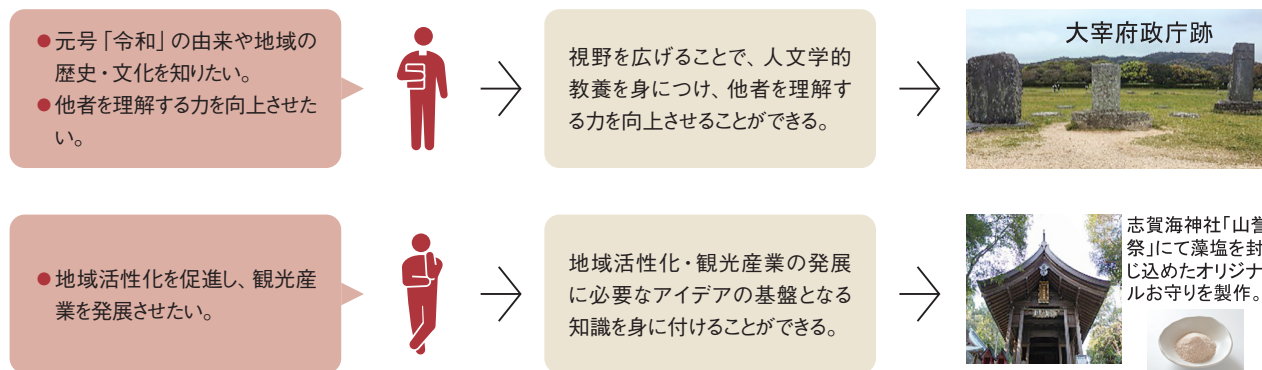 ●元号「令和」の由来や地域の
歴史・文化を知りたい。
●他者を理解する力を向上させた
い。
視野を広げることで、人文学的
教養を身につけ、他者を理解す
る力を向上させることができる。
大宰府政庁跡
●地域活性化を促進し、観光産
業を発展させたい。
地域活性化・観光産業の発展
に必要なアイデアの基盤となる
知識を身に付けることができる。
志賀海神社「山誉
祭」にて藻塩を封
じ込めたオリジナ
ルお守りを製作。